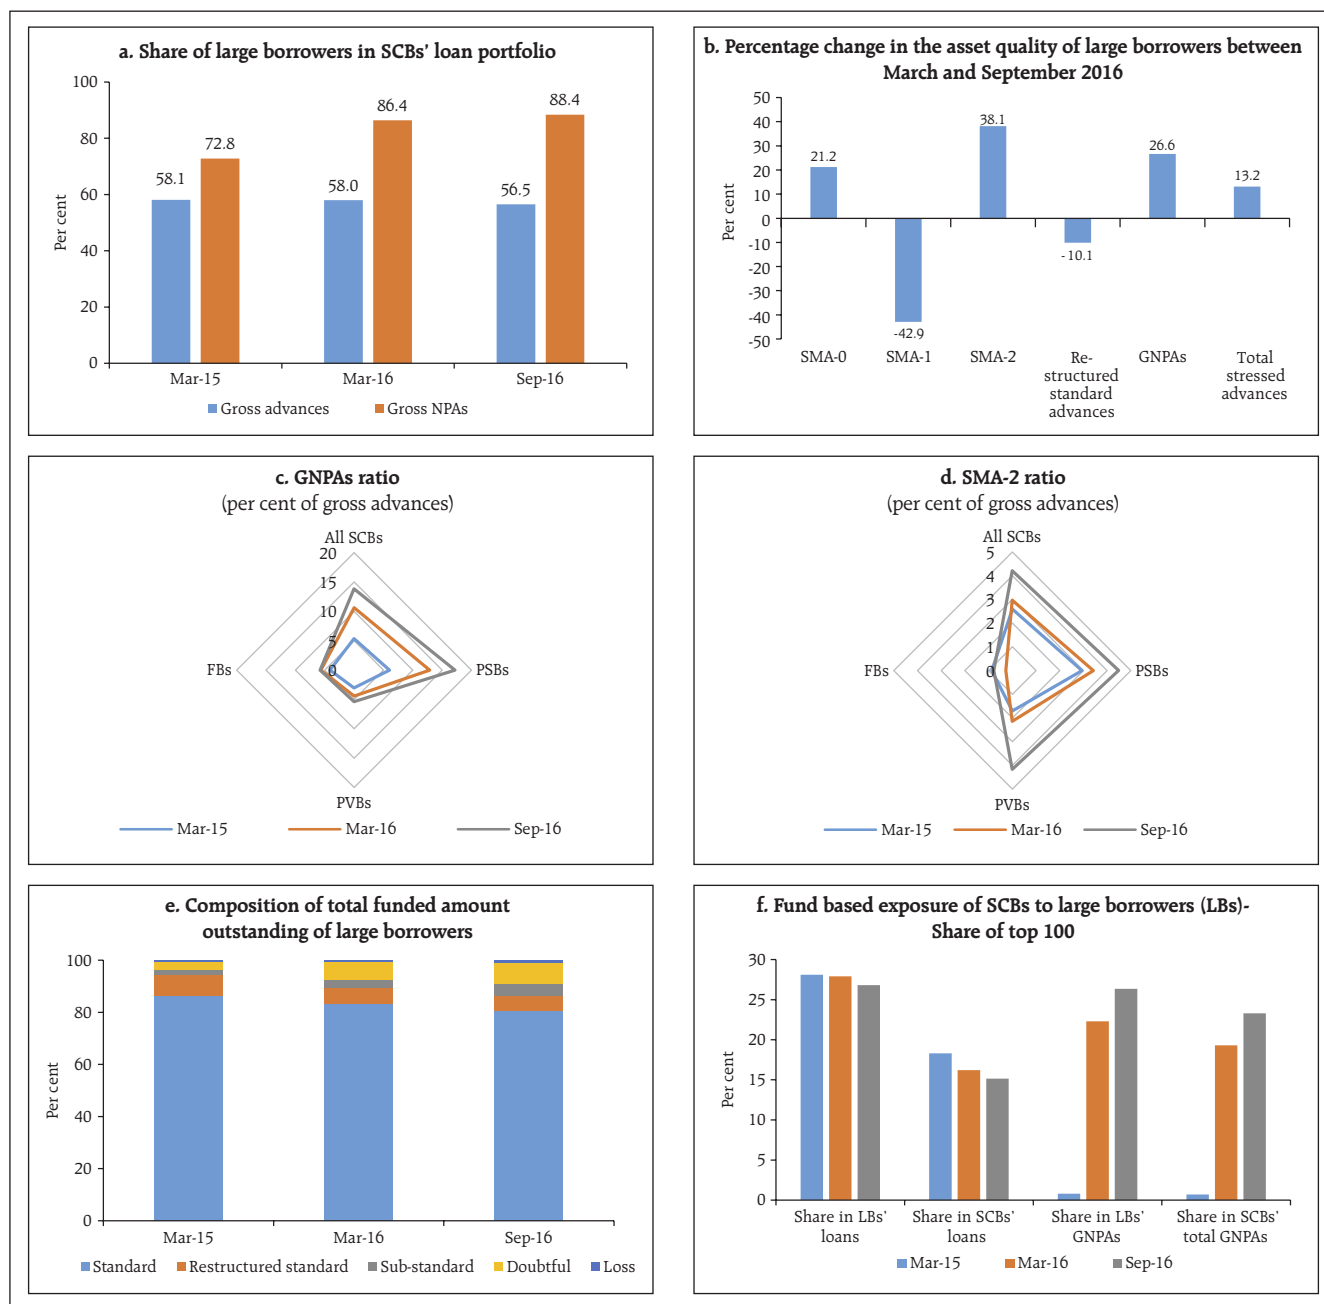 a. Share of large borrowers in SCBs' loan portfolio
100
80
60
40
20
0
Per cent
58.1
72.8
58.0
86.4
56.5
88.4
Mar-15
Mar-16
Sep-16
Gross advances
Gross NPAs
b. Percentage change in the asset quality of large borrowers between
March and September 2016
50
40
30
20
10
0
-10
-20
-30
-40
-50
Per cent
21.2
-42.9
38.1
-10.1
26.6
13.2
SMA-0
SMA-1
SMA-2
Re-
structured
standard
advances
GNPAs
Total
stressed
advances
c. GNPAs ratio
(per cent of gross advances)
All SCBs
20
15
10
5
0
FBs
PSBs
PVBs
Mar-15
Mar-16
Sep-16
d. SMA-2 ratio
(per cent of gross advances)
All SCBs
5
4
3
2
1
0
FBs
PSBs
PVBs
Mar-15
Mar-16
Sep-16
e. Composition of total funded amount
outstanding of large borrowers
100
80
60
40
20
0
Per cent
Mar-15
Mar-16
Sep-16
Standard
Restructured standard
Sub-standard
Doubtful
Loss
f. Fund based exposure of SCBs to large borrowers (LBs)-
Share of top 100
30
25
20
15
10
5
0
Per cent
Share in LBs'
loans
Share in SCBs'
loans
Share in LBs'
GNPAs
Share in SCBs'
total GNPAs
Mar-15
Mar-16
Sep-16